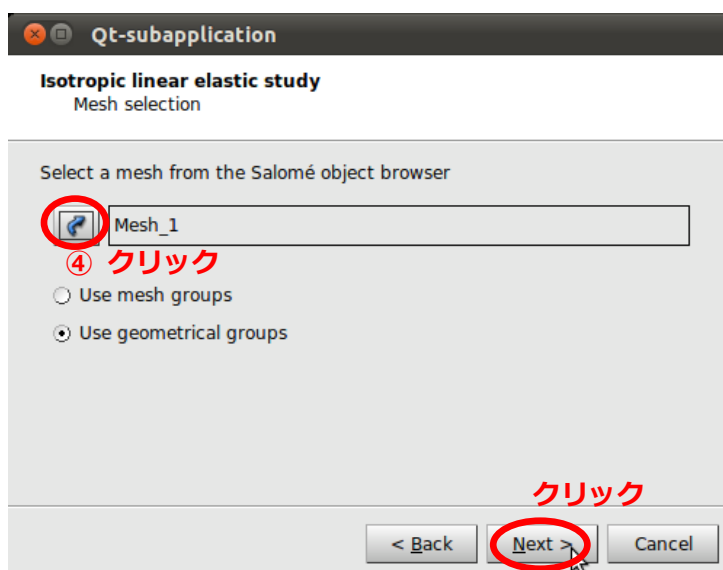 Qt-subapplication
Isotropic linear elastic study
Mesh selection
Select a mesh from the Salomé object browser
Mesh_1
④ クリック
Use mesh groups
Use geometrical groups
クリック
< Back Next > Cancel